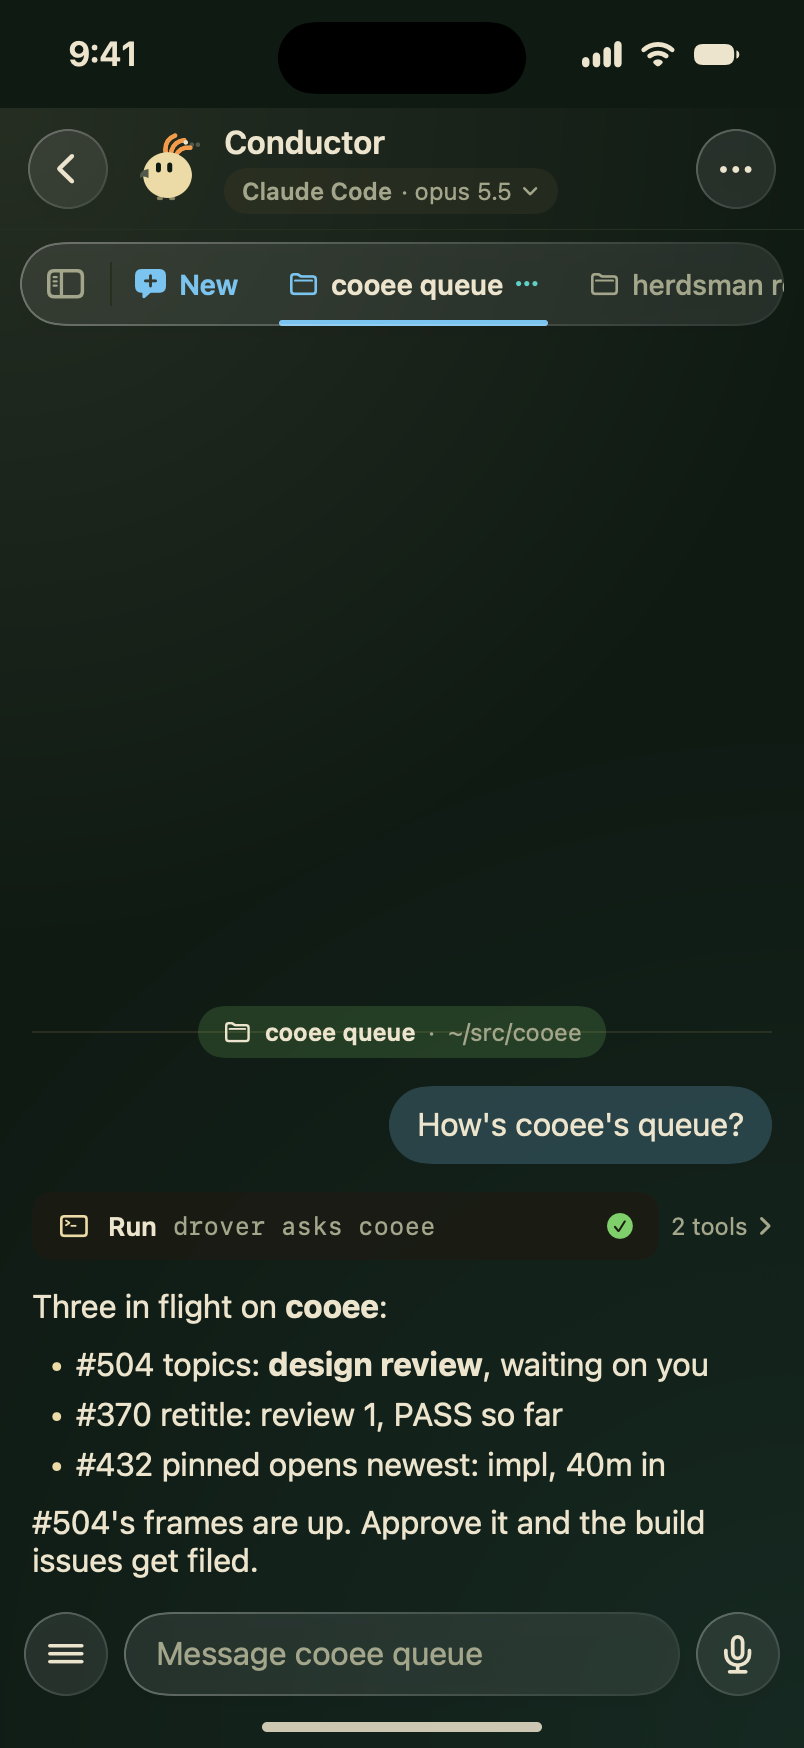 9:41
Conductor
Claude Code · opus 5.5
New
cooee queue
herdsman
cooee queue · ~/src/cooee
How's cooee's queue?
Run drover asks cooee
2 tools
Three in flight on cooee:
• #504 topics: design review, waiting on you
• #370 retitle: review 1, PASS so far
• #432 pinned opens newest: impl, 40m in
#504's frames are up. Approve it and the build
issues get filed.
Message cooee queue